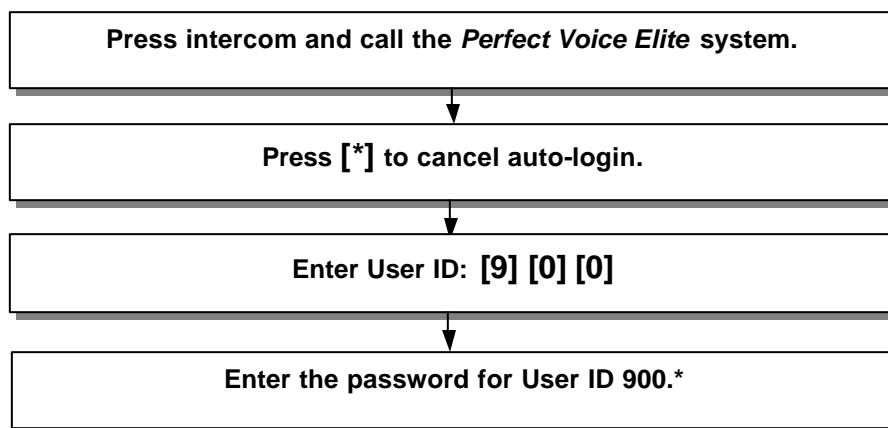 Press intercom and call the Perfect Voice Elite system.
Press [*] to cancel auto-login.
Enter User ID: [9] [0] [0]
Enter the password for User ID 900.*